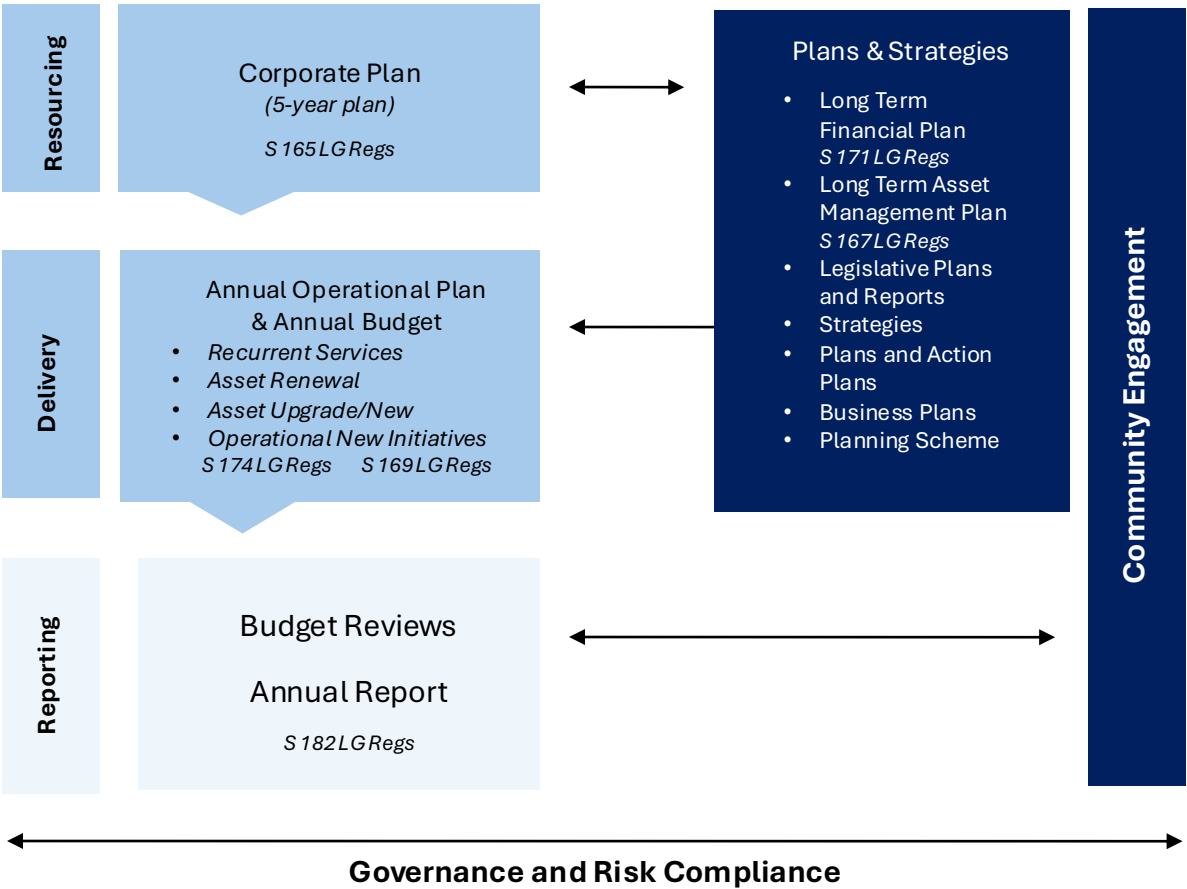 Resourcing
Corporate Plan
(5-year plan)
S 165 LG Regs
Delivery
Annual Operational Plan
& Annual Budget
• Recurrent Services
• Asset Renewal
• Asset Upgrade/New
• Operational New Initiatives
S 174 LG Regs S 169 LG Regs
Reporting
Budget Reviews
Annual Report
S 182 LG Regs
Plans & Strategies
• Long Term
Financial Plan
S 171 LG Regs
• Long Term Asset
Management Plan
S 167 LG Regs
• Legislative Plans
and Reports
• Strategies
• Plans and Action
Plans
• Business Plans
• Planning Scheme
Community Engagement
Governance and Risk Compliance